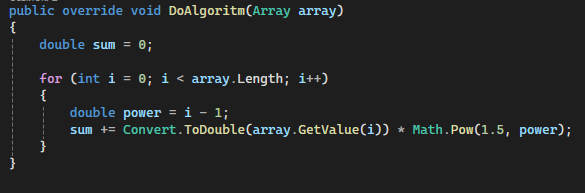 public override void DoAlgoritm(Array array)
{
double sum = 0;
for (int i = 0; i < array.Length; i++)
{
double power = i - 1;
sum += Convert.ToDouble(array.GetValue(i)) * Math.Pow(1.5, power);
}
}